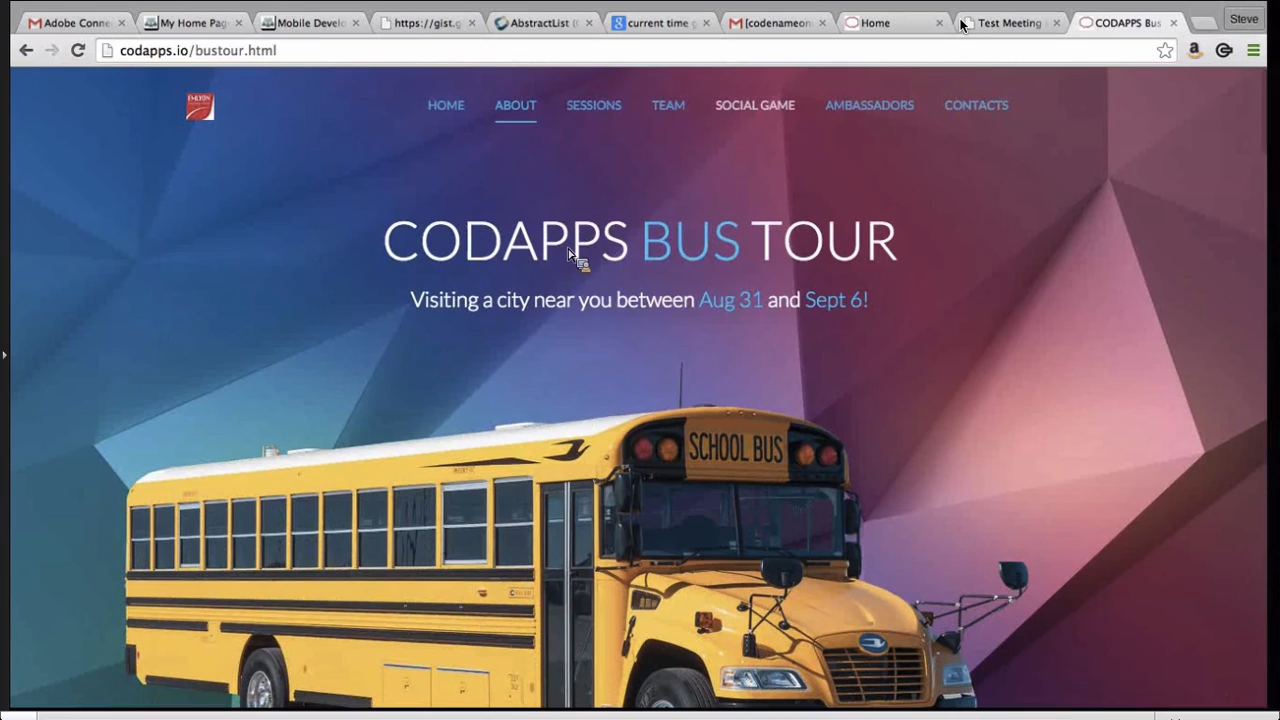 Adobe Conne
My Home Pag
Mobile Develo
https://gist.g
AbstractList (
current time
[codenameon
Home
Test Meeting
CODAPPS Bus
Steve
codapps.io/bustour.html
EMLYON
HOME
ABOUT
SESSIONS
TEAM
SOCIAL GAME
AMBASSADORS
CONTACTS
CODAPPS BUS TOUR
Visiting a city near you between Aug 31 and Sept 6!
SCHOOL BUS